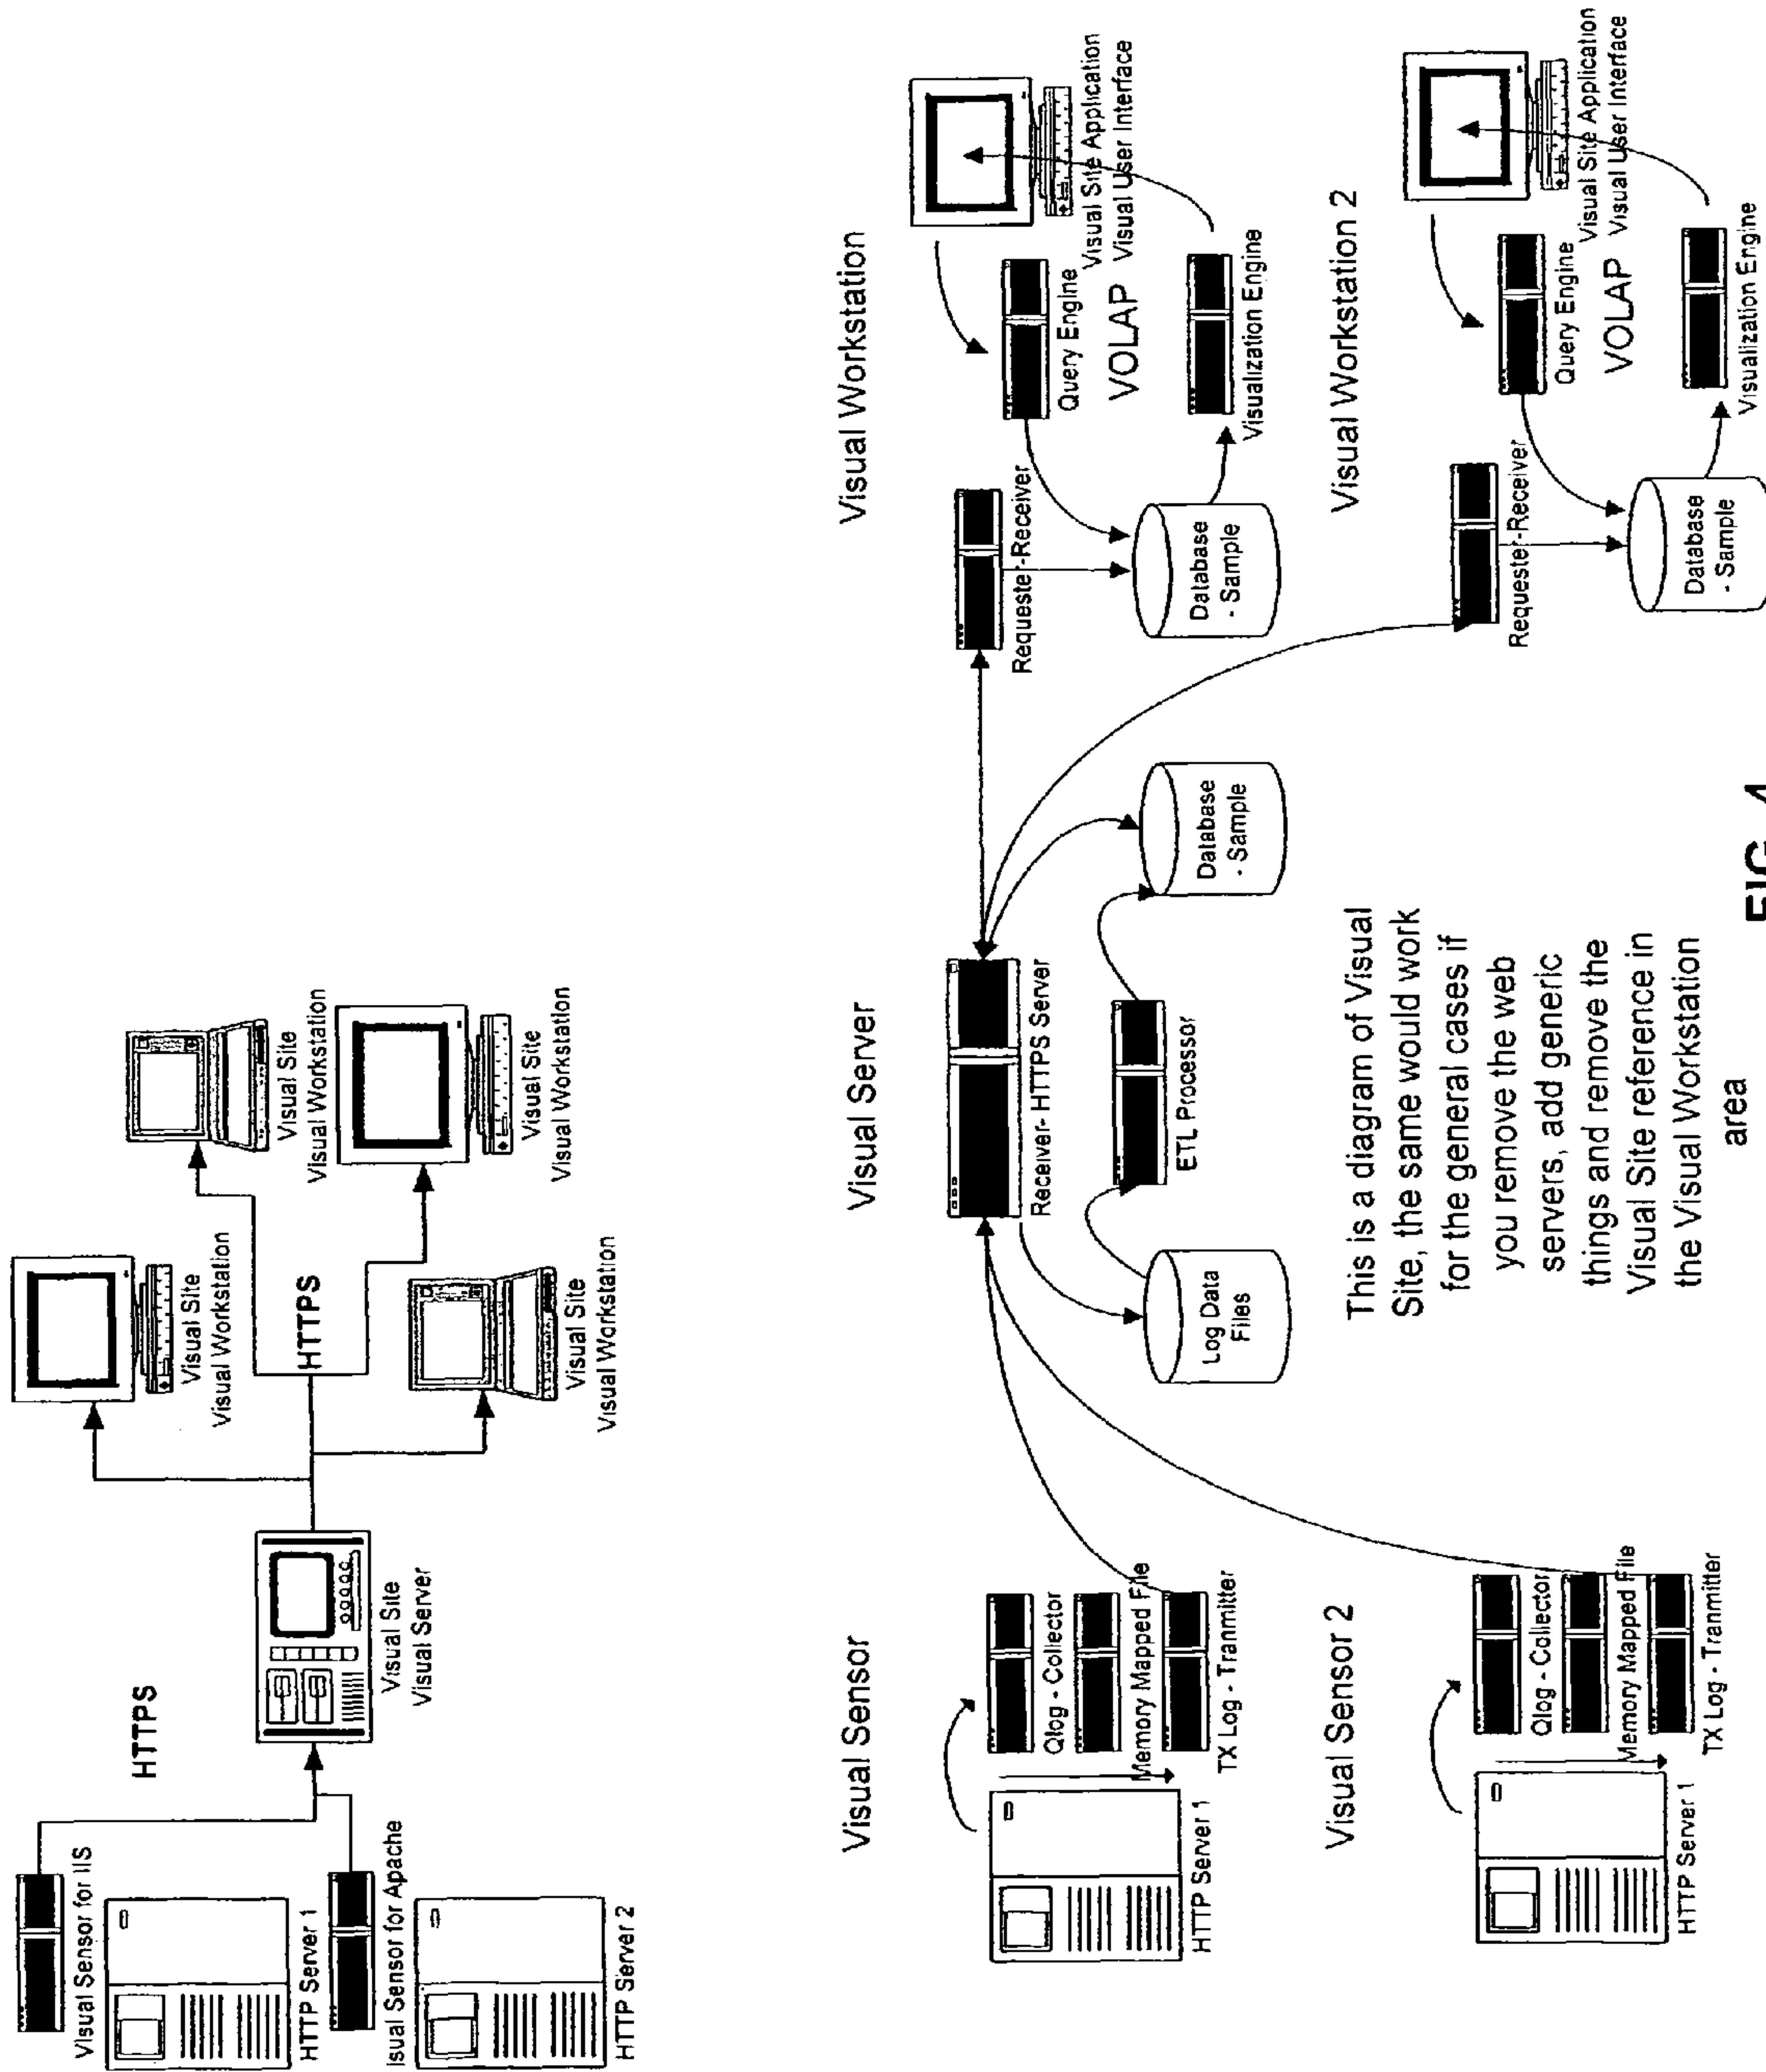 Visual Sensor for IIS
HTTP Server 1
isual Sensor for Apache
HTTP Server 2
HTTPS
Visual Site
Visual Server
HTTPS
Visual Site
Visual Workstation
Visual Site
Visual Workstation
Visual Site
Visual Workstation
Visual Site
Visual Workstation
Visual Sensor
HTTP Server 1
Qlog - Collector
Memory Mapped File
TX Log - Tranmitter
Visual Sensor 2
HTTP Server 1
Qlog - Collector
Memory Mapped File
TX Log - Tranmitter
Visual Server
Receiver- HTTPS Server
Log Data
Files
ETL Processor
Database
- Sample
This is a diagram of Visual
Site, the same would work
for the general cases if
you remove the web
servers, add generic
things and remove the
Visual Site reference in
the Visual Workstation
area
Visual Workstation
Requester-Receiver
Database
- Sample
Query Engine
VOLAP
Visual Site Application
Visual User Interface
Visualization Engine
Visual Workstation 2
Requester-Receiver
Database
- Sample
Query Engine
VOLAP
Visual Site Application
Visual User Interface
Visualization Engine